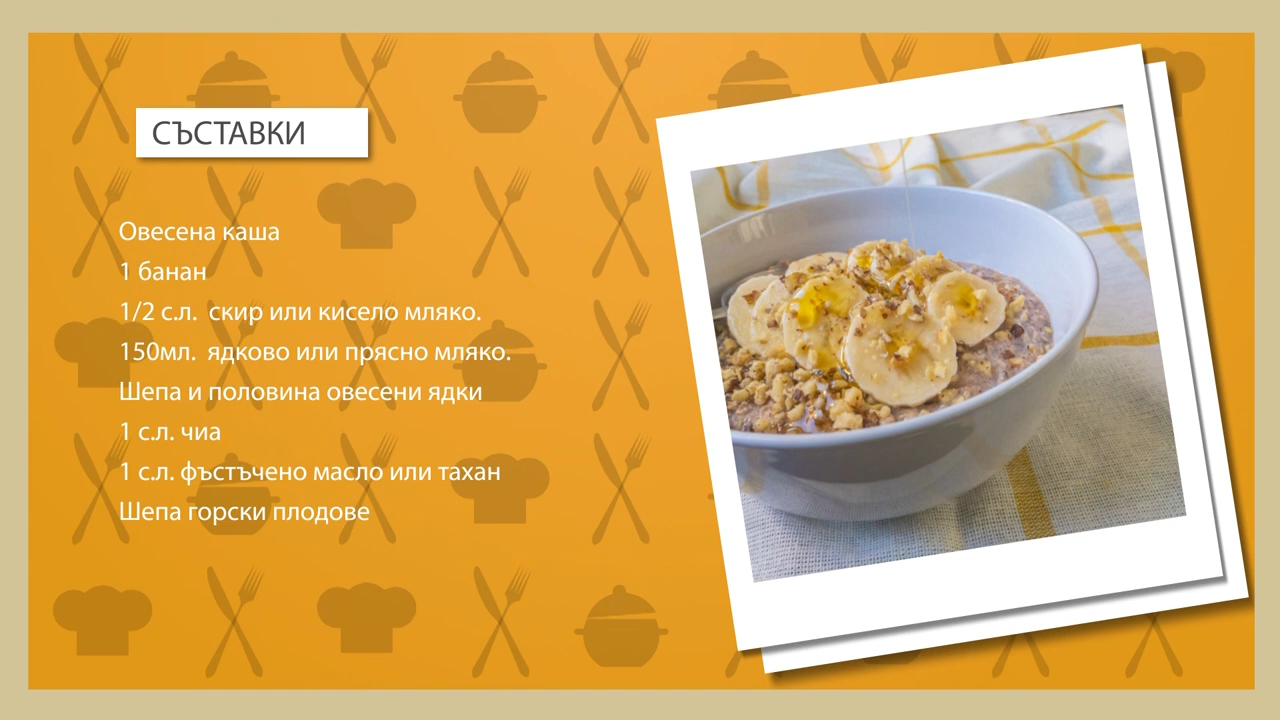 СЪСТАВКИ
Овесена каша
1 банан
1/2 с.л.  скир или кисело мляко.
150мл.  ядково или прясно мляко.
Шепа и половина овесени ядки
1 с.л. чиа
1 с.л. фъстъчено масло или тахан
Шепа горски плодове